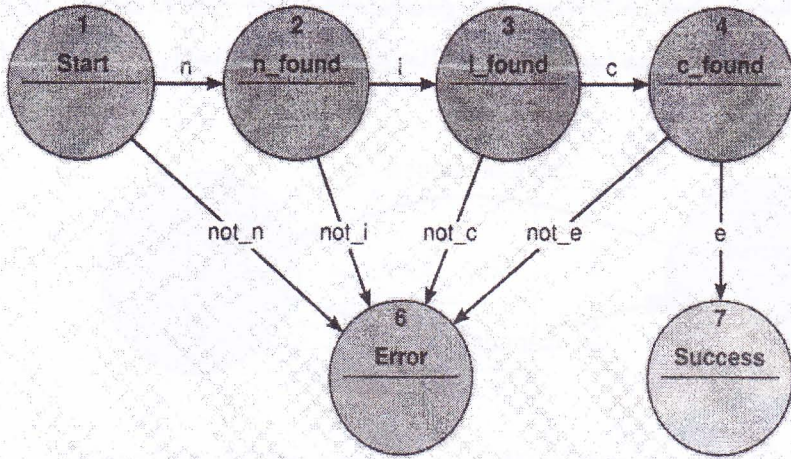 1
Start
n
2
n_found
i
3
i_found
c
4
c_found
not_n
not_i
not_c
not_e
e
6
Error
7
Success